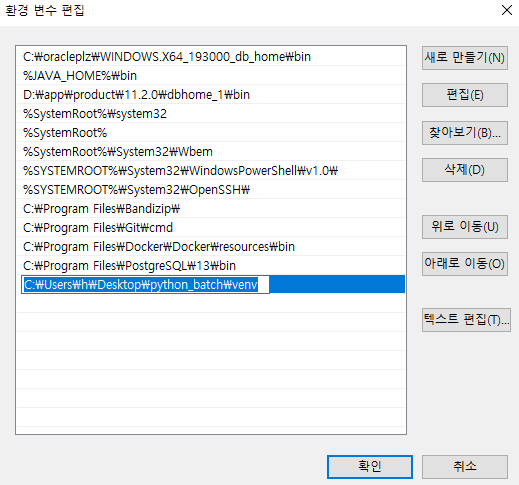 환경 변수 편집
C:₩oracleplz₩WINDOWS.X64_193000_db_home₩bin
%JAVA_HOME%₩bin
D:₩app₩product₩11.2.0₩dbhome_1₩bin
%SystemRoot%₩system32
%SystemRoot%
%SystemRoot%₩System32₩Wbem
%SYSTEMROOT%₩System32₩WindowsPowerShell₩v1.0₩
%SYSTEMROOT%₩System32₩OpenSSH₩
C:₩Program Files₩Bandizip₩
C:₩Program Files₩Git₩cmd
C:₩Program Files₩Docker₩Docker₩resources₩bin
C:₩Program Files₩PostgreSQL₩13₩bin
C:₩Users₩h₩Desktop₩python_batch₩venv
새로 만들기(N)
편집(E)
찾아보기(B)...
삭제(D)
위로 이동(U)
아래로 이동(O)
텍스트 편집(T)...
확인
취소